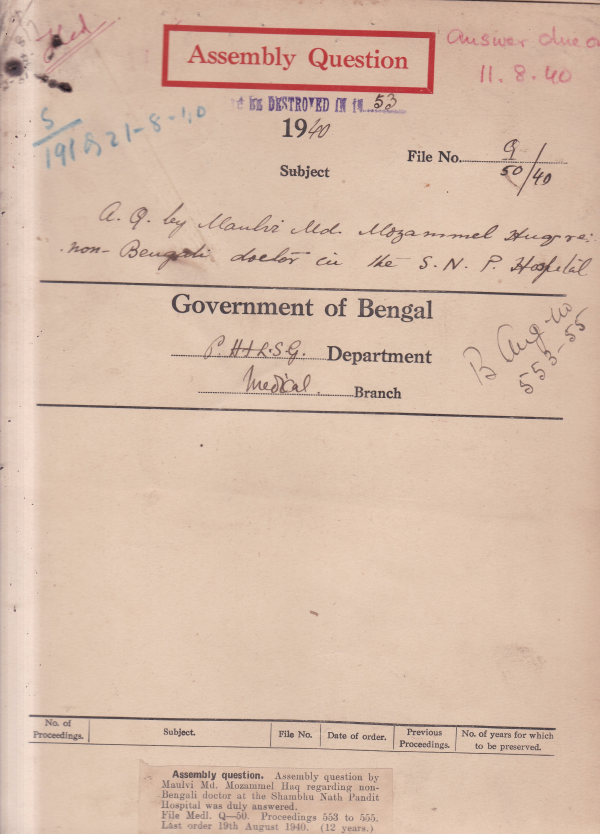 Med
Assembly Question
Answer due on
11.8.40
BE DESTROYED IN 19...53
1940
S
191 21-8-40
File No. Q
50/40
Subject
A. Q. by Maulvi Md. Mozammel Huq re:
non-Bengali doctor in the S. N. P. Hospital
Government of Bengal
P.H.&L.S.G. Department
Medical Branch
B Aug-40
553-55
No. of Proceedings. Subject. File No. Date of order. Previous Proceedings. No. of years for which to be preserved.
Assembly question. Assembly question by
Maulvi Md. Mozammel Haq regarding non-
Bengali doctor at the Shambhu Nath Pandit
Hospital was duly answered.
File Medl. Q—50. Proceedings 553 to 555.
Last order 19th August 1940. (12 years.)